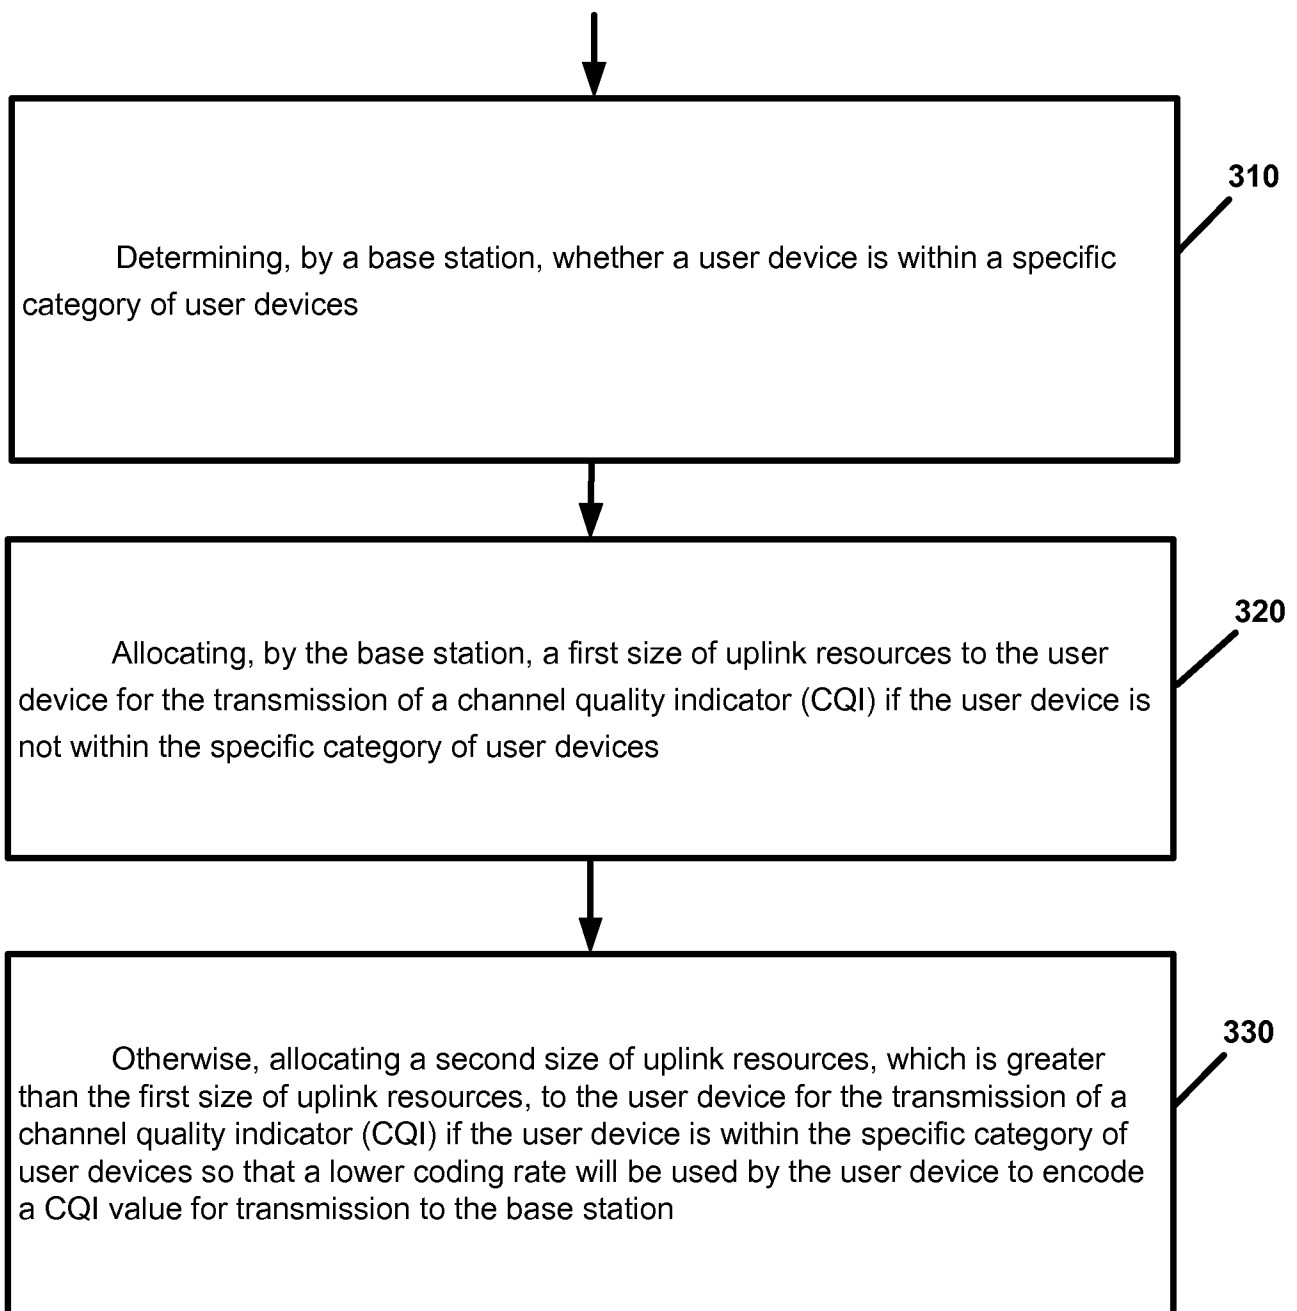 310
Determining, by a base station, whether a user device is within a specific
category of user devices
320
Allocating, by the base station, a first size of uplink resources to the user
device for the transmission of a channel quality indicator (CQI) if the user device is
not within the specific category of user devices
330
Otherwise, allocating a second size of uplink resources, which is greater
than the first size of uplink resources, to the user device for the transmission of a
channel quality indicator (CQI) if the user device is within the specific category of
user devices so that a lower coding rate will be used by the user device to encode
a CQI value for transmission to the base station